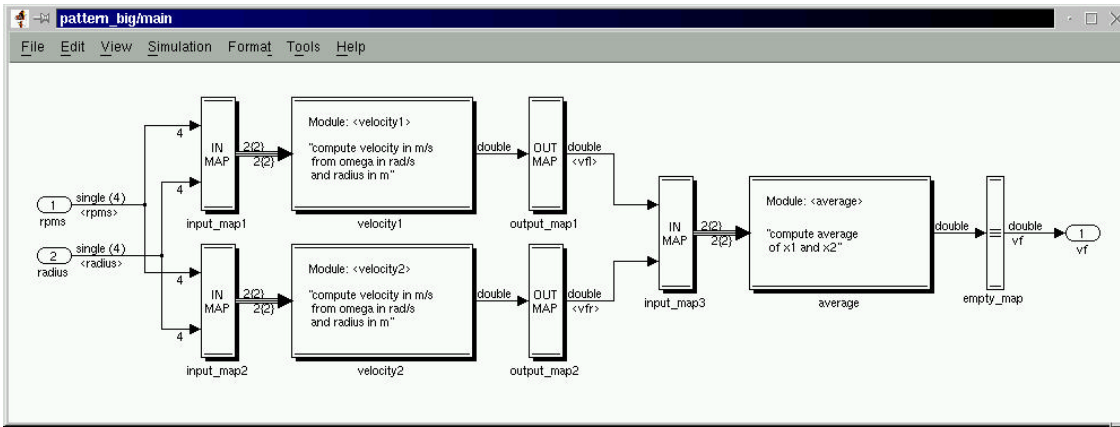 pattern_big/main
File Edit View Simulation Format Tools Help
1
single (4)
<rpms>
rpms
2
single (4)
<radius>
radius
4
4
IN
MAP
input_map1
2{2}
2{2}
Module: <velocity1>
"compute velocity in m/s
from omega in rad/s
and radius in m"
velocity1
double
OUT
MAP
output_map1
double
<vfl>
4
4
IN
MAP
input_map2
2{2}
2{2}
Module: <velocity2>
"compute velocity in m/s
from omega in rad/s
and radius in m"
velocity2
double
OUT
MAP
output_map2
double
<vfr>
IN
MAP
input_map3
2{2}
2{2}
Module: <average>
"compute average
of x1 and x2"
average
double
empty_map
double
vf
1
vf